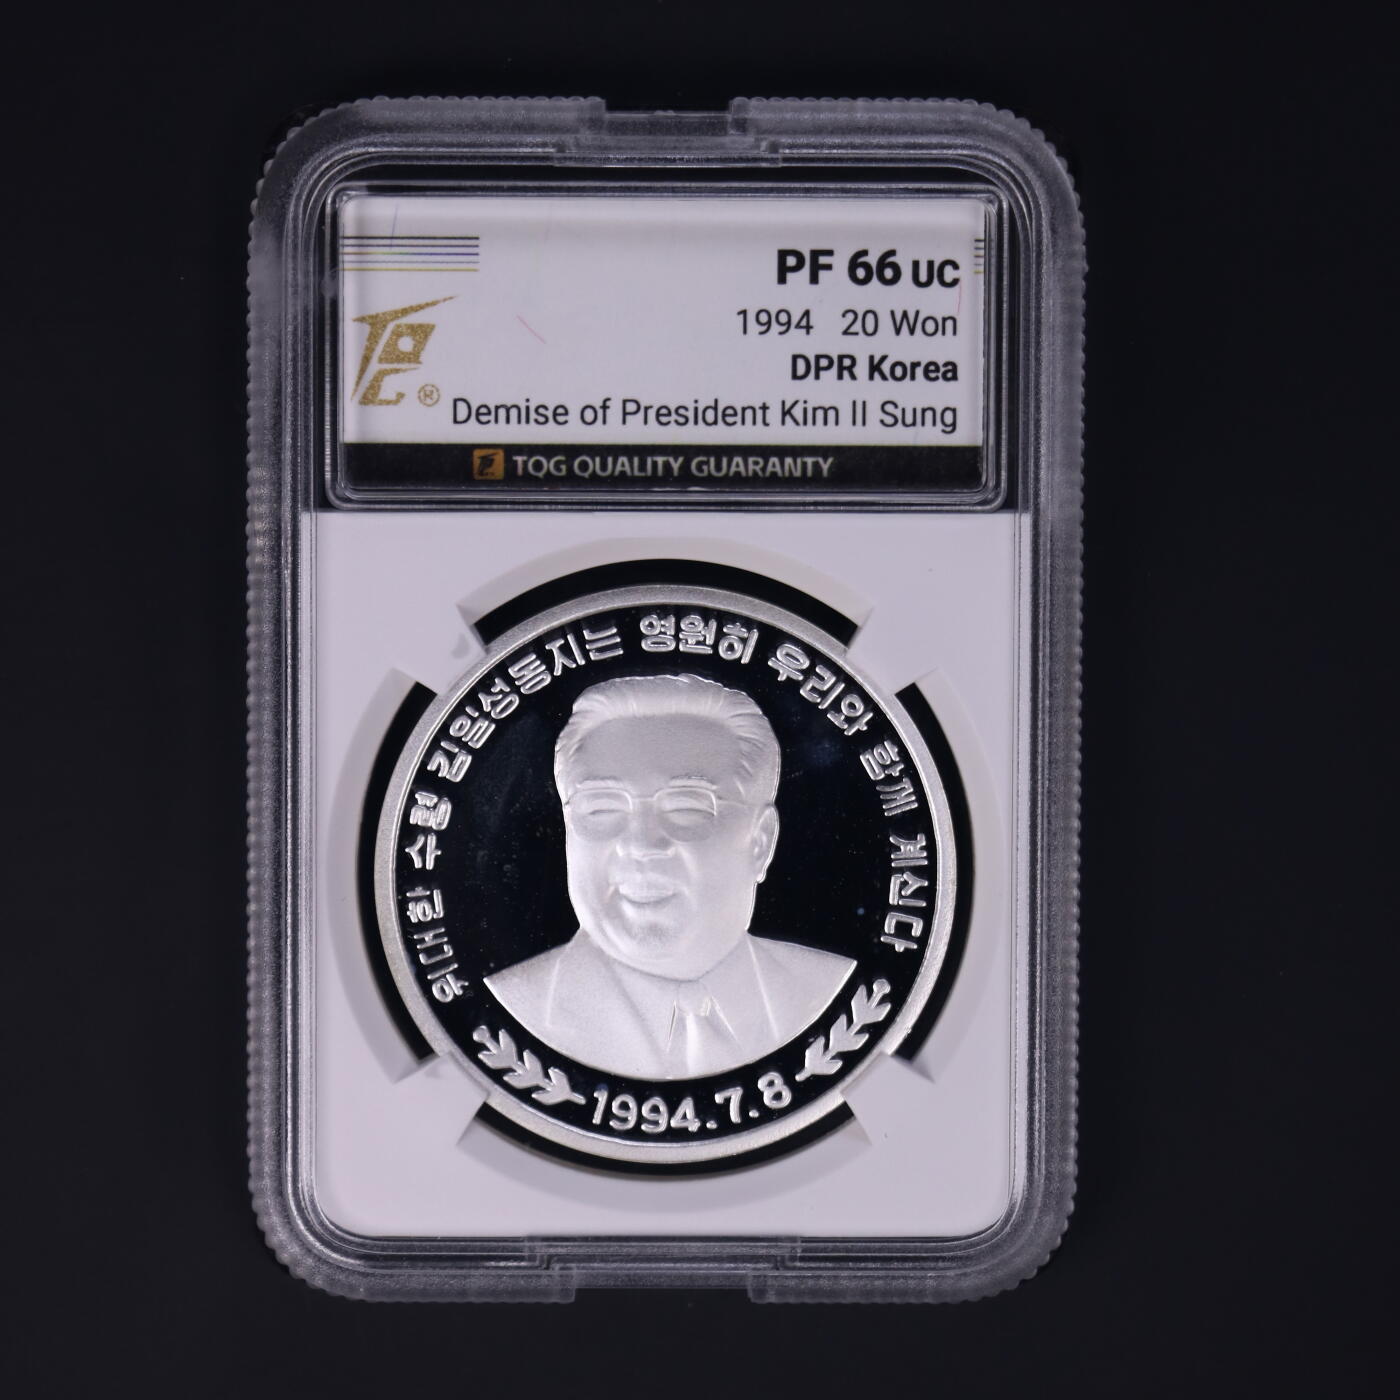 PF 66 UC
1994 20 Won
DPR Korea
®
Demise of President Kim Il Sung
TQG QUALITY GUARANTY
위대한 수령 김일성동지는 영원히 우리와 함께 계신다
1994.7.8